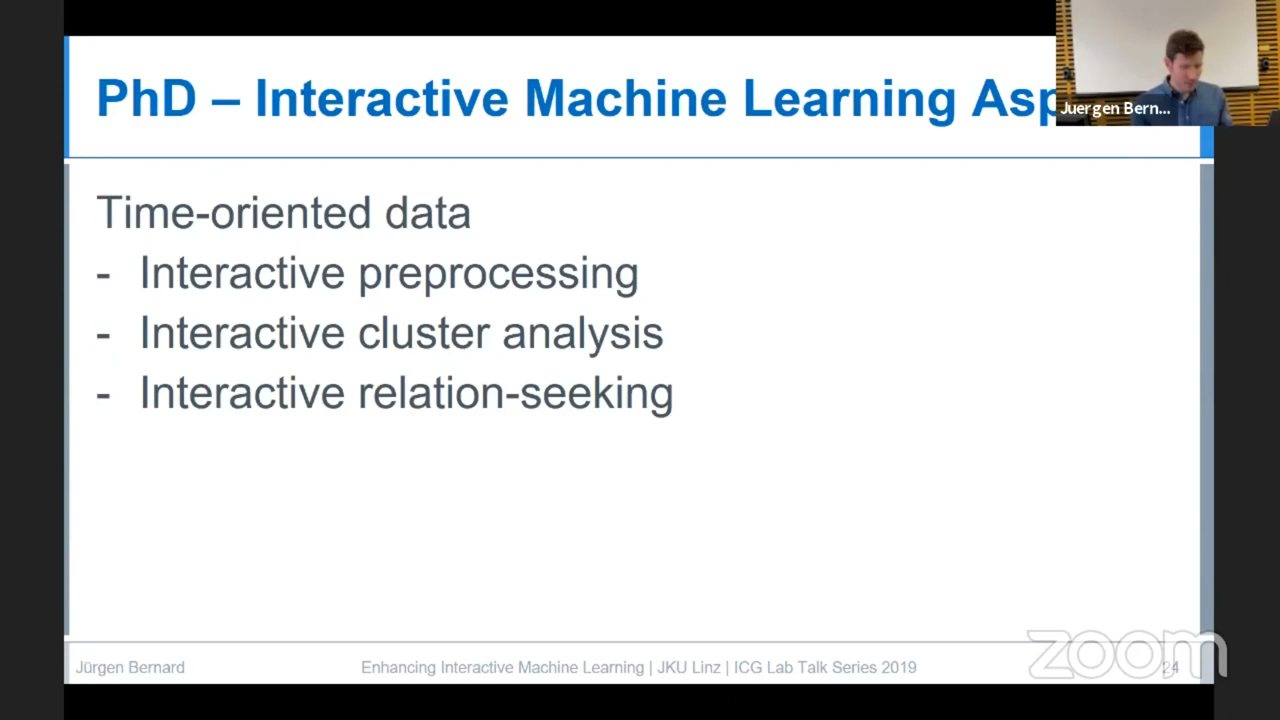 PhD – Interactive Machine Learning Asp
Juergen Bern...
Time-oriented data
- Interactive preprocessing
- Interactive cluster analysis
- Interactive relation-seeking
Jürgen Bernard
Enhancing Interactive Machine Learning | JKU Linz | ICG Lab Talk Series 2019
24
zoom